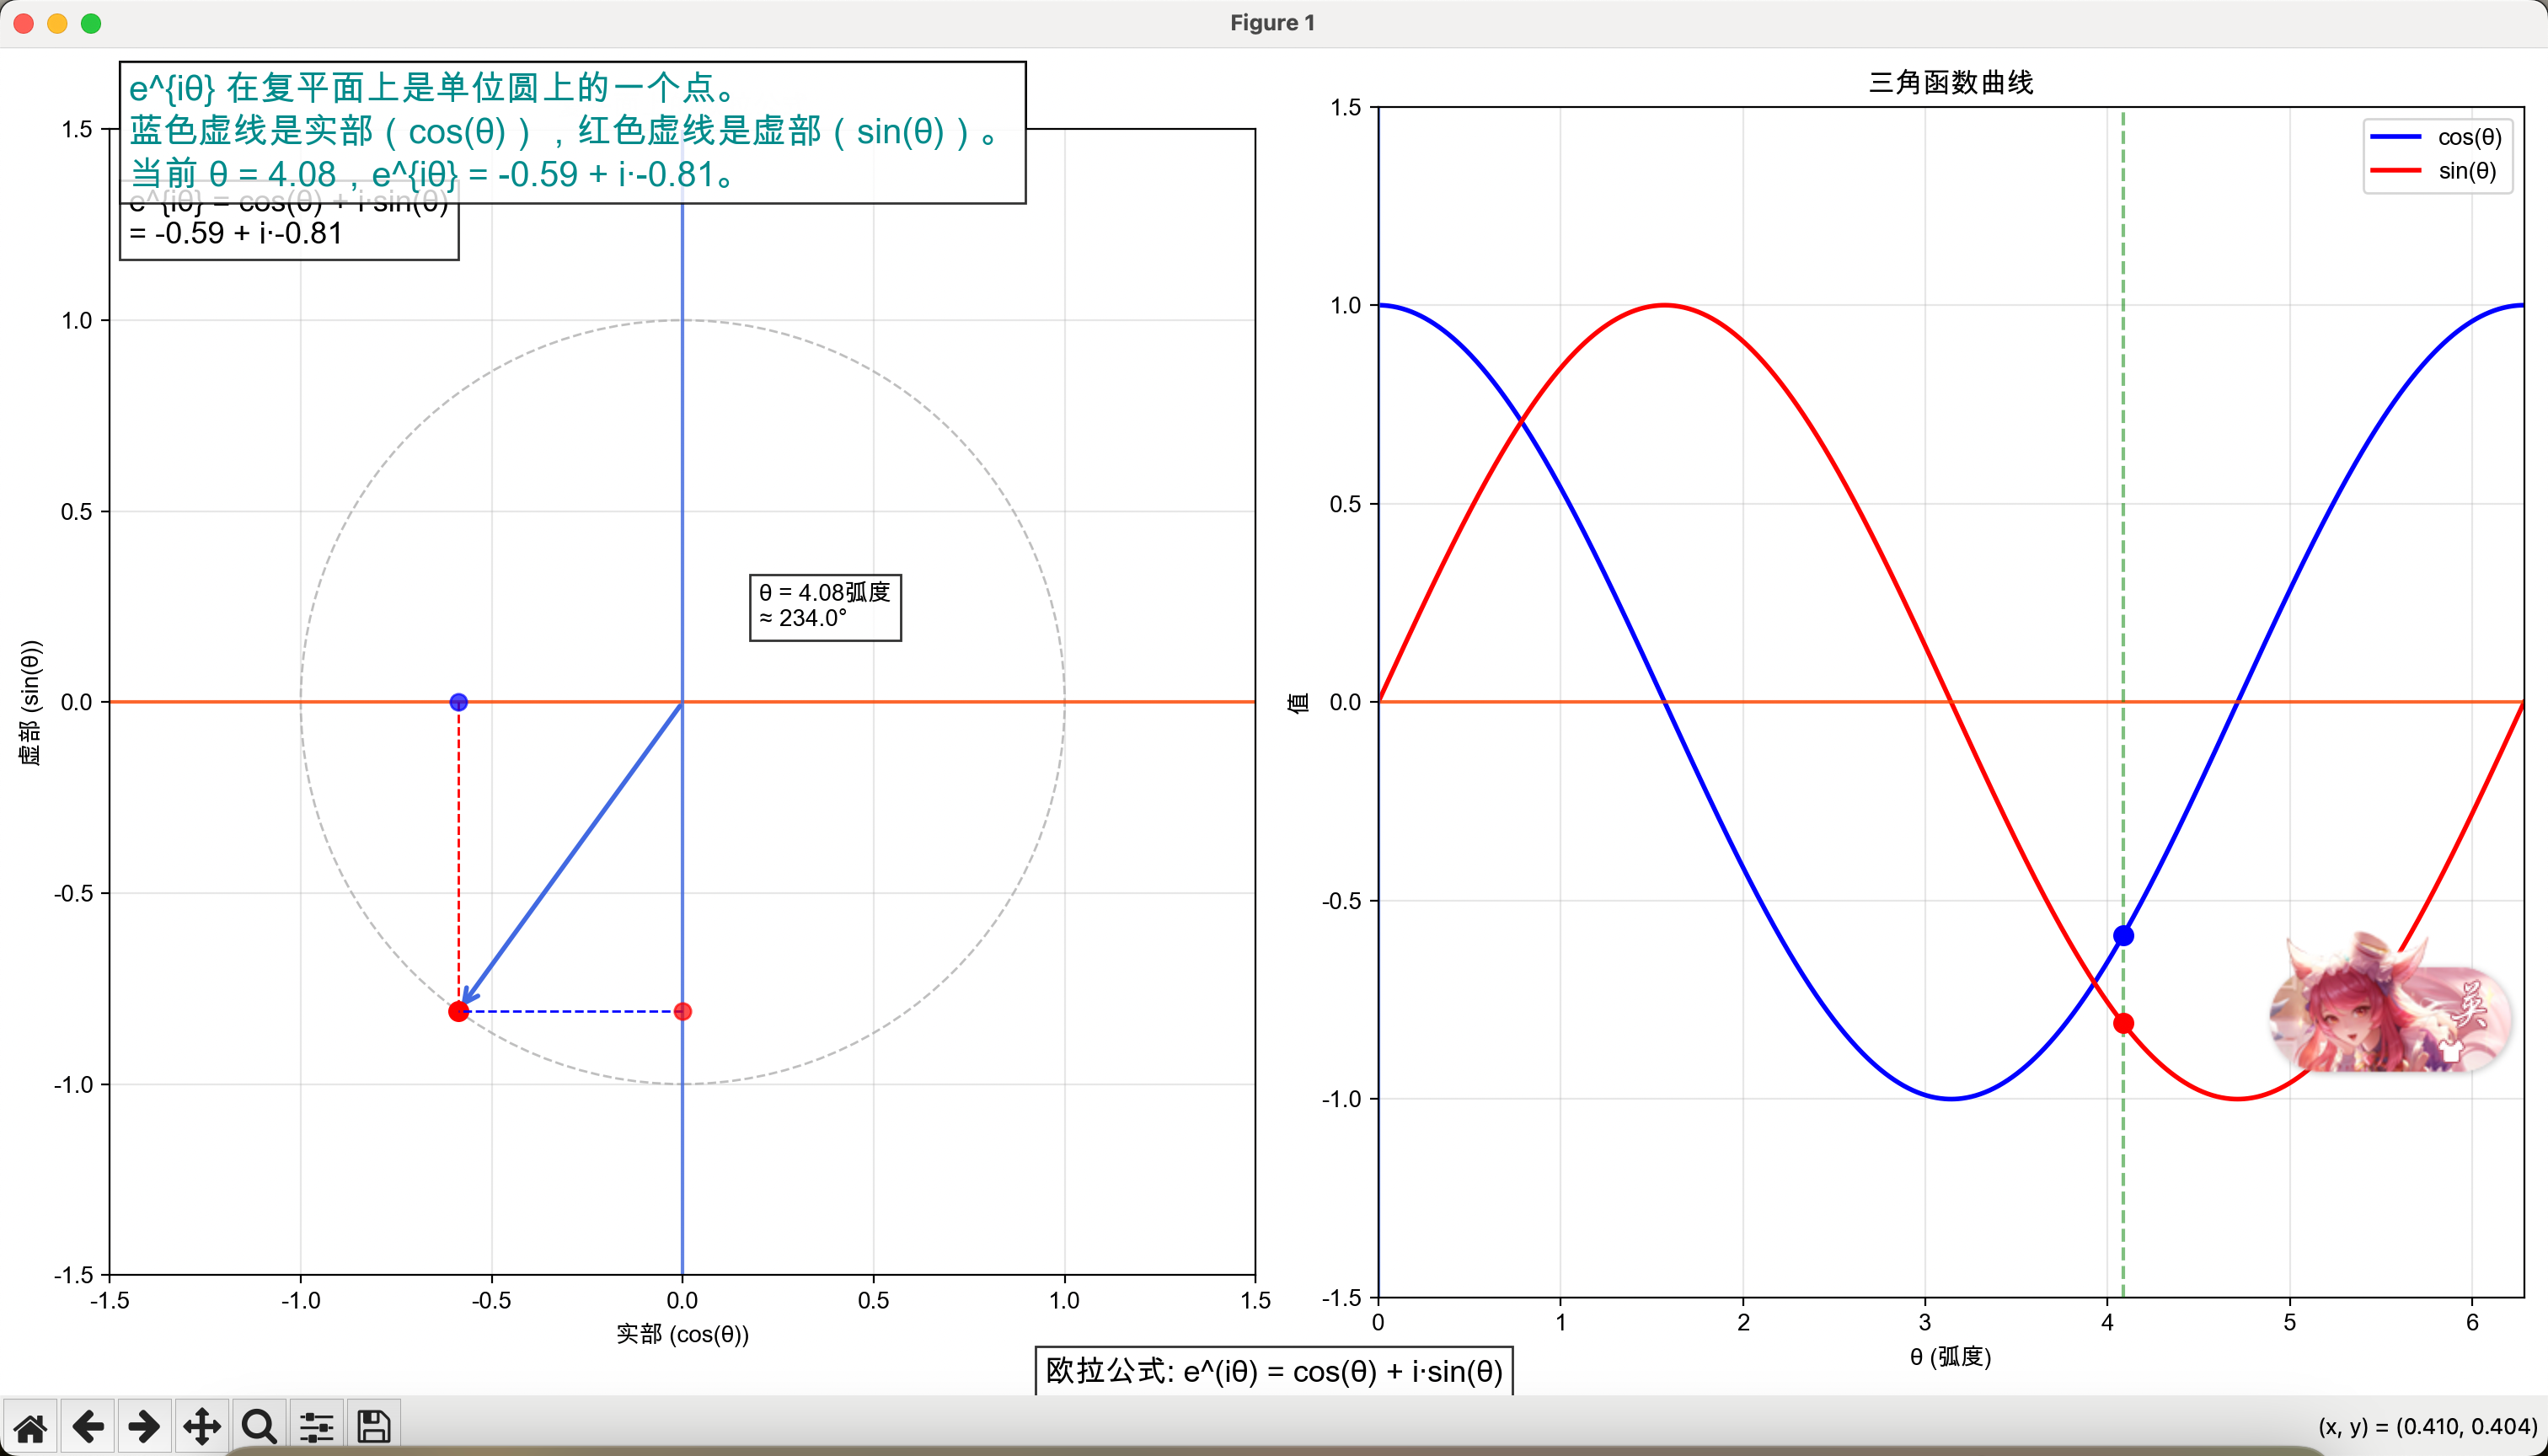 Figure 1
e^{iθ} 在复平面上是单位圆上的一个点。
蓝色虚线是实部（cos(θ)），红色虚线是虚部（sin(θ)）。
当前 θ = 4.08，e^{iθ} = -0.59 + i·-0.81。
e^{iθ} = cos(θ) + i·sin(θ)
= -0.59 + i·-0.81
1.5
1.0
0.5
0.0
-0.5
-1.0
-1.5
虚部 (sin(θ))
θ = 4.08弧度
≈ 234.0°
-1.5 -1.0 -0.5 0.0 0.5 1.0 1.5
实部 (cos(θ))
三角函数曲线
cos(θ)
sin(θ)
1.5
1.0
0.5
0.0
-0.5
-1.0
-1.5
值
英
0 1 2 3 4 5 6
θ (弧度)
欧拉公式: e^(iθ) = cos(θ) + i·sin(θ)
(x, y) = (0.410, 0.404)